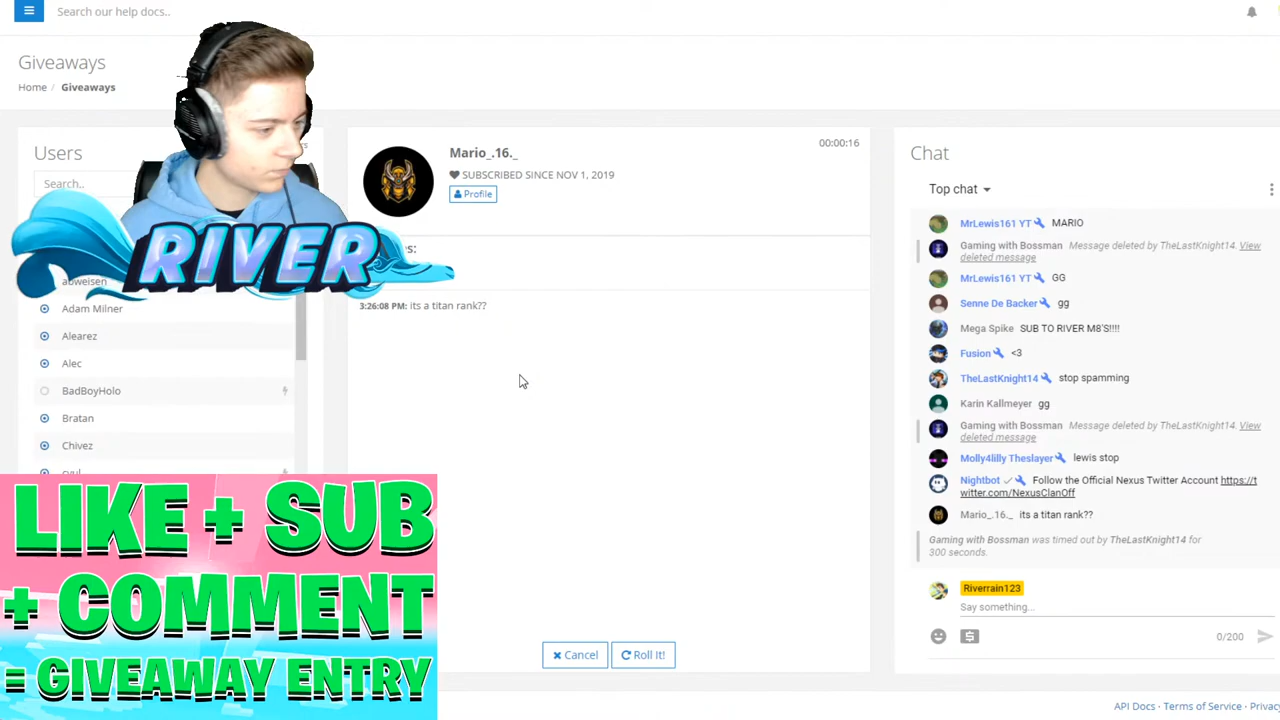 Search our help docs..
Giveaways
Home / Giveaways
Users
Search..
RIVER
abweisen
Adam Milner
Alearez
Alec
BadBoyHolo
Bratan
Chivez
LIKE + SUB
+ COMMENT
= GIVEAWAY ENTRY
Mario_.16._
SUBSCRIBED SINCE NOV 1, 2019
Profile
00:00:16
3:26:08 PM: its a titan rank??
Cancel
Roll It!
Chat
Top chat
MrLewis161 YT MARIO
Gaming with Bossman Message deleted by TheLastKnight14. View
deleted message
MrLewis161 YT GG
Senne De Backer gg
Mega Spike SUB TO RIVER M8'S!!!!
Fusion <3
TheLastKnight14 stop spamming
Karin Kallmeyer gg
Gaming with Bossman Message deleted by TheLastKnight14. View
deleted message
Molly4lilly Theslayer lewis stop
Nightbot Follow the Official Nexus Twitter Account https://t
witter.com/NexusClanOff
Mario_.16._ its a titan rank??
Gaming with Bossman was timed out by TheLastKnight14 for
300 seconds.
Riverrain123
Say something...
0/200
API Docs · Terms of Service · Privac